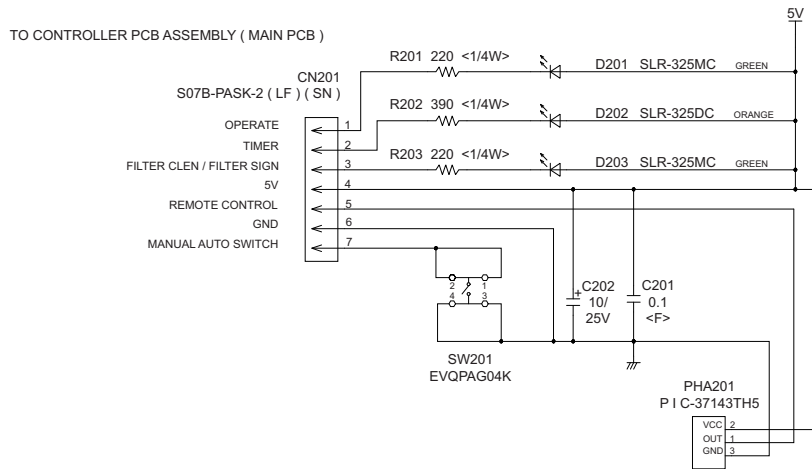 5V
TO CONTROLLER PCB ASSEMBLY ( MAIN PCB )
R201 220 <1/4W>
D201 SLR-325MC GREEN
CN201
S07B-PASK-2 ( LF ) ( SN )
R202 390 <1/4W>
D202 SLR-325DC ORANGE
OPERATE 1
TIMER 2
R203 220 <1/4W>
D203 SLR-325MC GREEN
FILTER CLEN / FILTER SIGN 3
5V 4
REMOTE CONTROL 5
GND 6
MANUAL AUTO SWITCH 7
2 1
4 3
+
C202
10/
25V
C201
0.1
<F>
SW201
EVQPAG04K
PHA201
P I C-37143TH5
VCC 2
OUT 1
GND 3